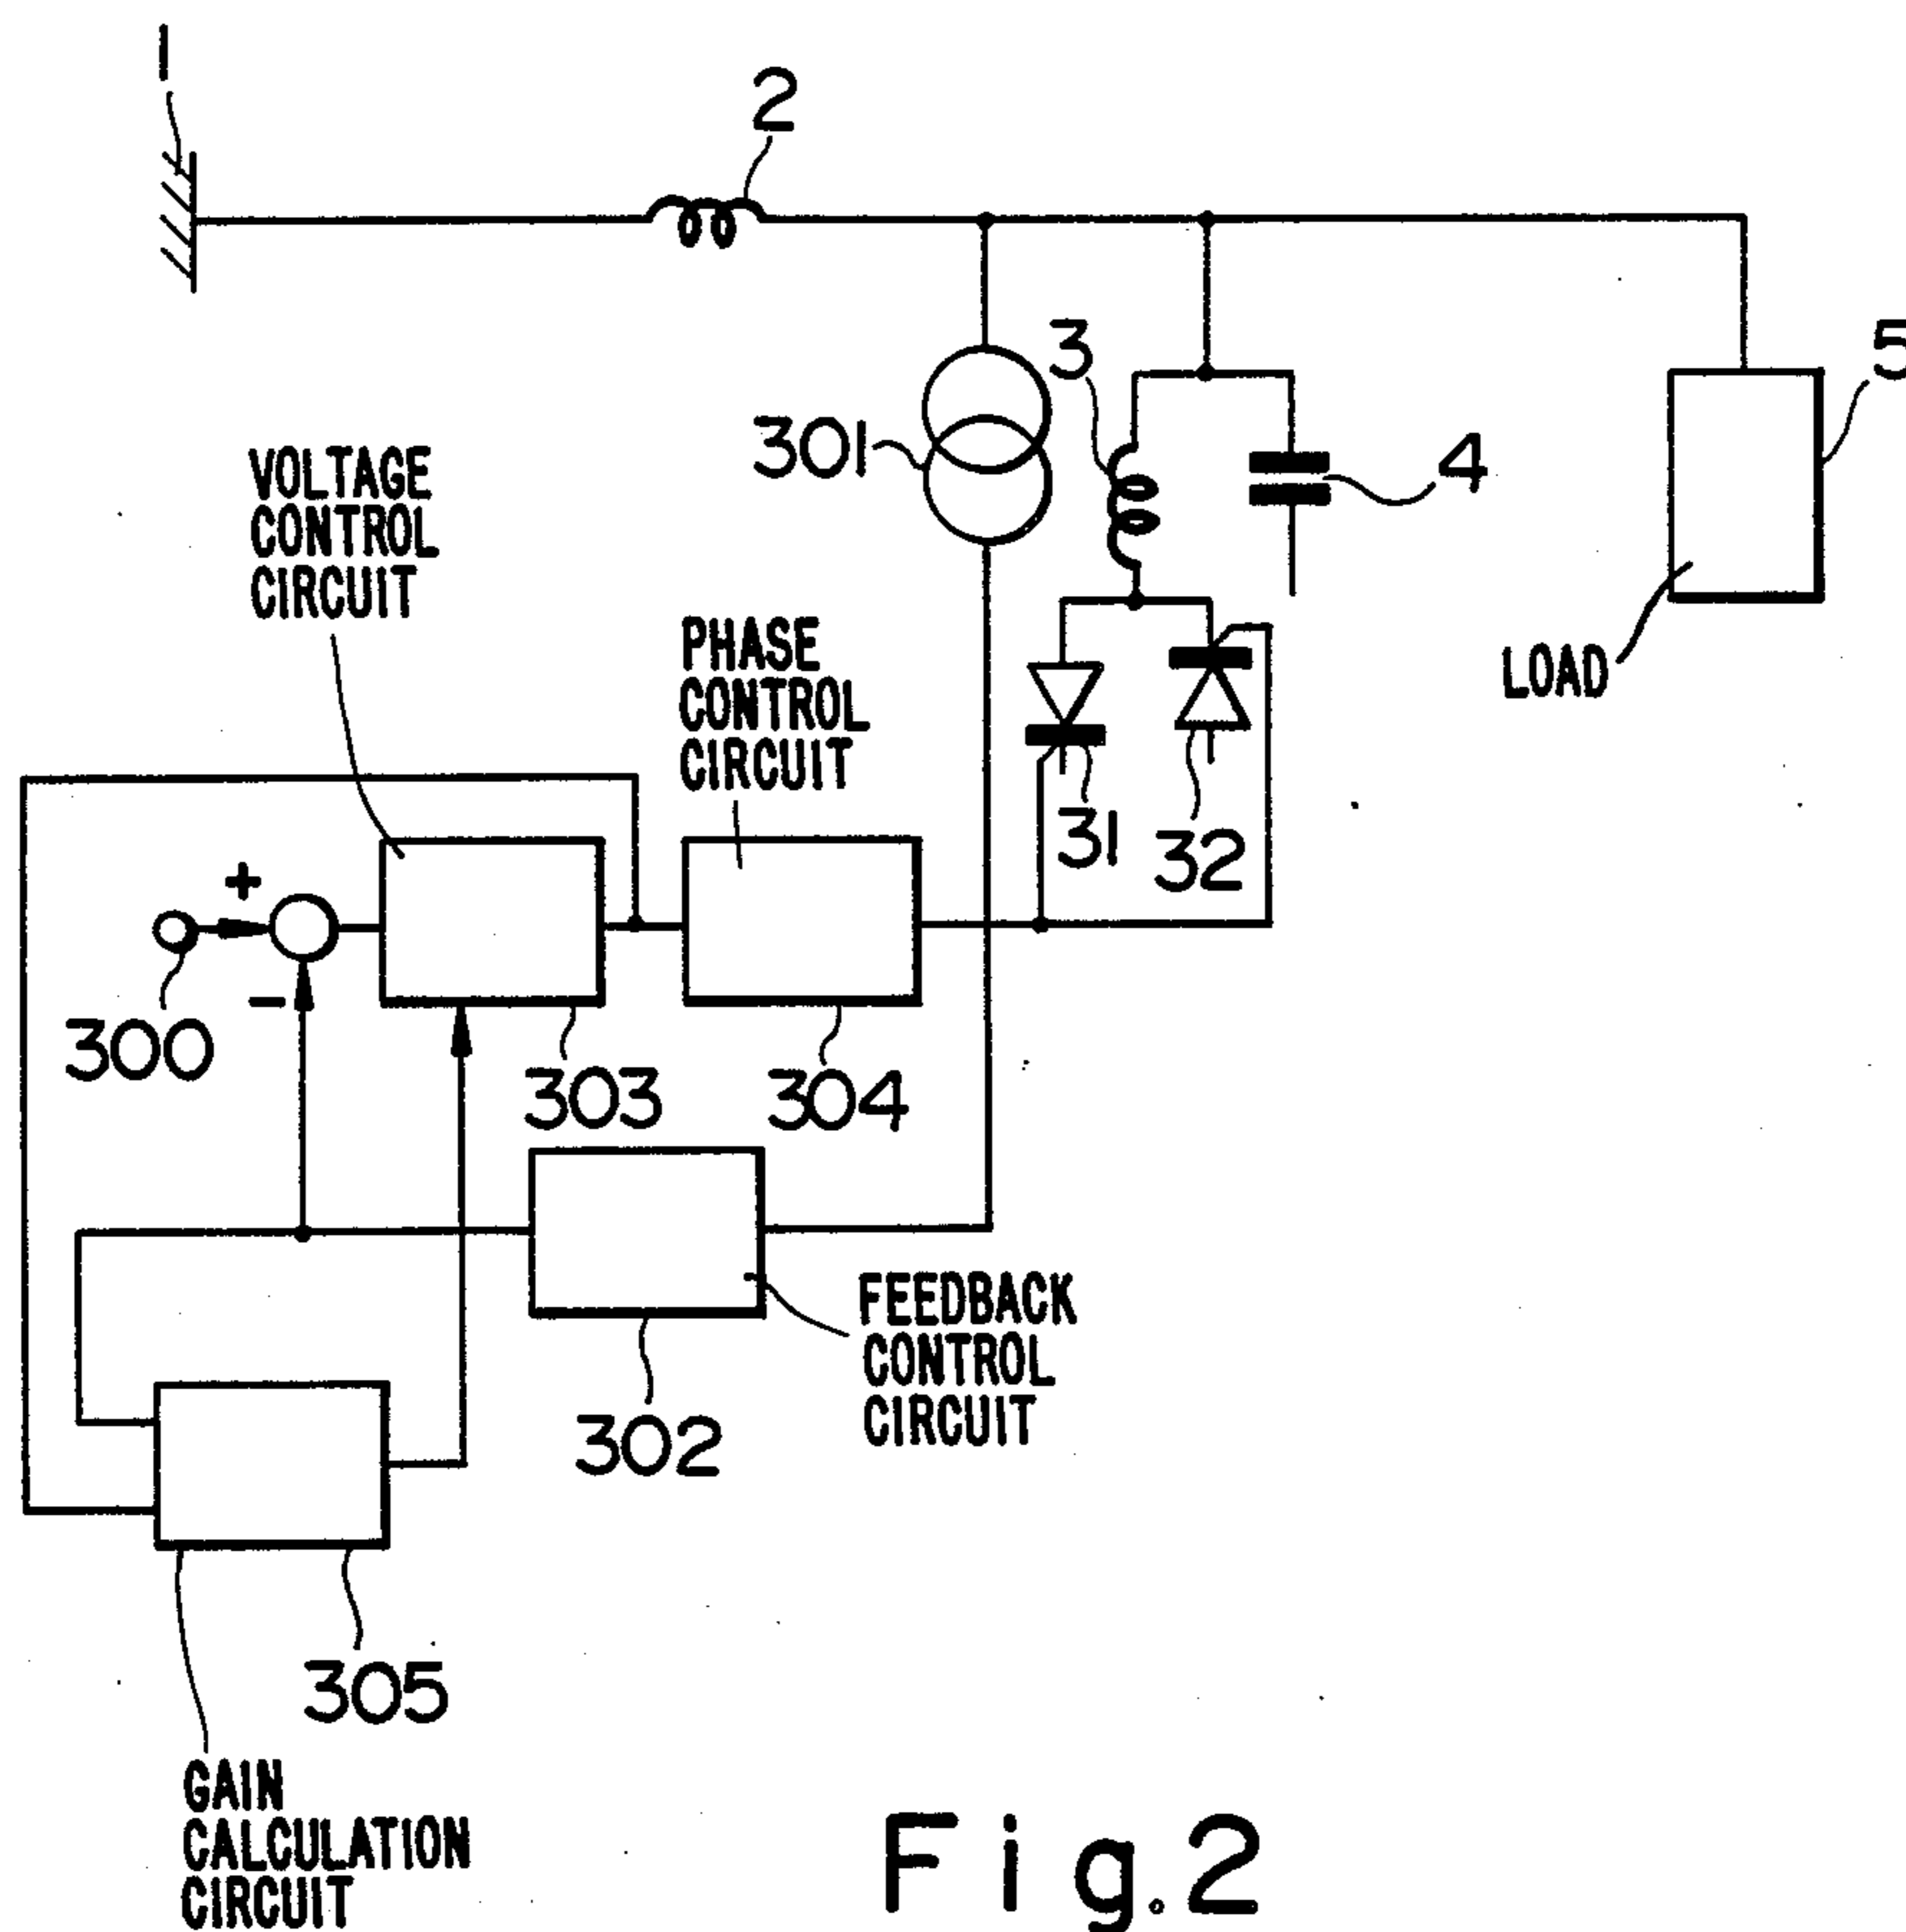 1
2
3
301
4
5
VOLTAGE
CONTROL
CIRCUIT
PHASE
CONTROL
CIRCUIT
LOAD
31
32
+
-
300
303
304
FEEDBACK
CONTROL
CIRCUIT
302
305
GAIN
CALCULATION
CIRCUIT
Fig.2